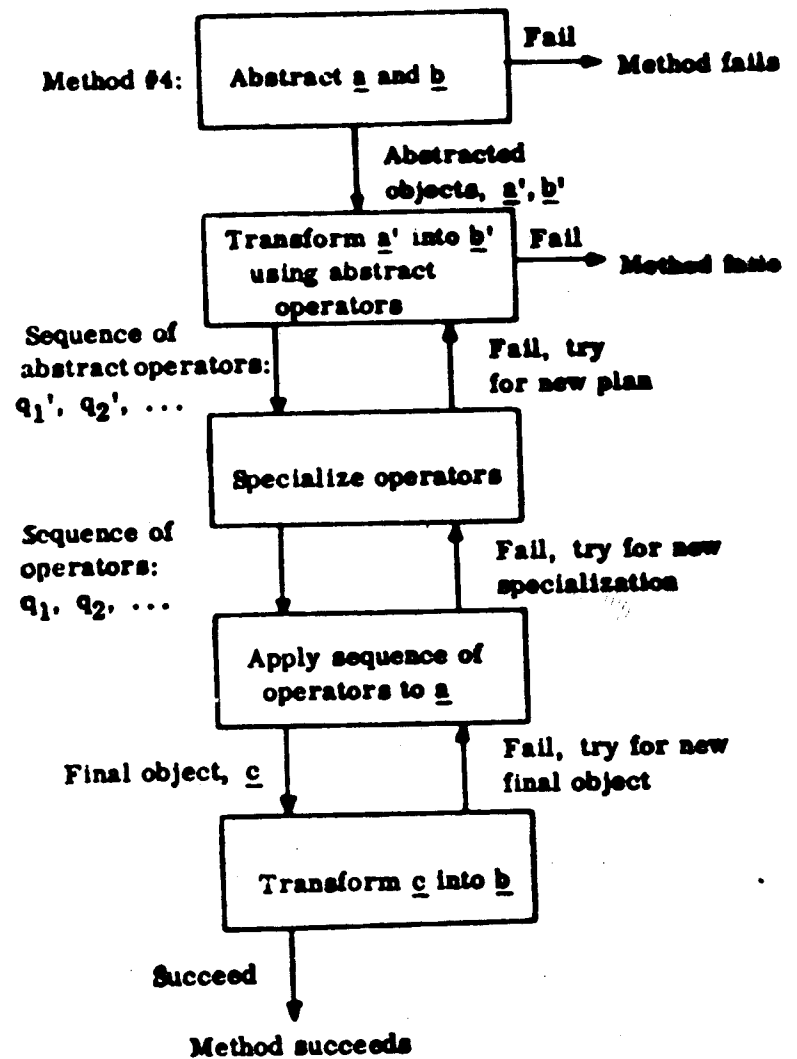 Fail
Method #4:
Abstract a and b
Method fails
Abstracted
objects, a', b'
Transform a' into b'
using abstract
operators
Fail
Method fails
Sequence of
abstract operators:
q1', q2', ...
Fail, try
for new plan
Specialize operators
Sequence of
operators:
q1, q2, ...
Fail, try for new
specialization
Apply sequence of
operators to a
Final object, c
Fail, try for new
final object
Transform c into b
Succeed
Method succeeds